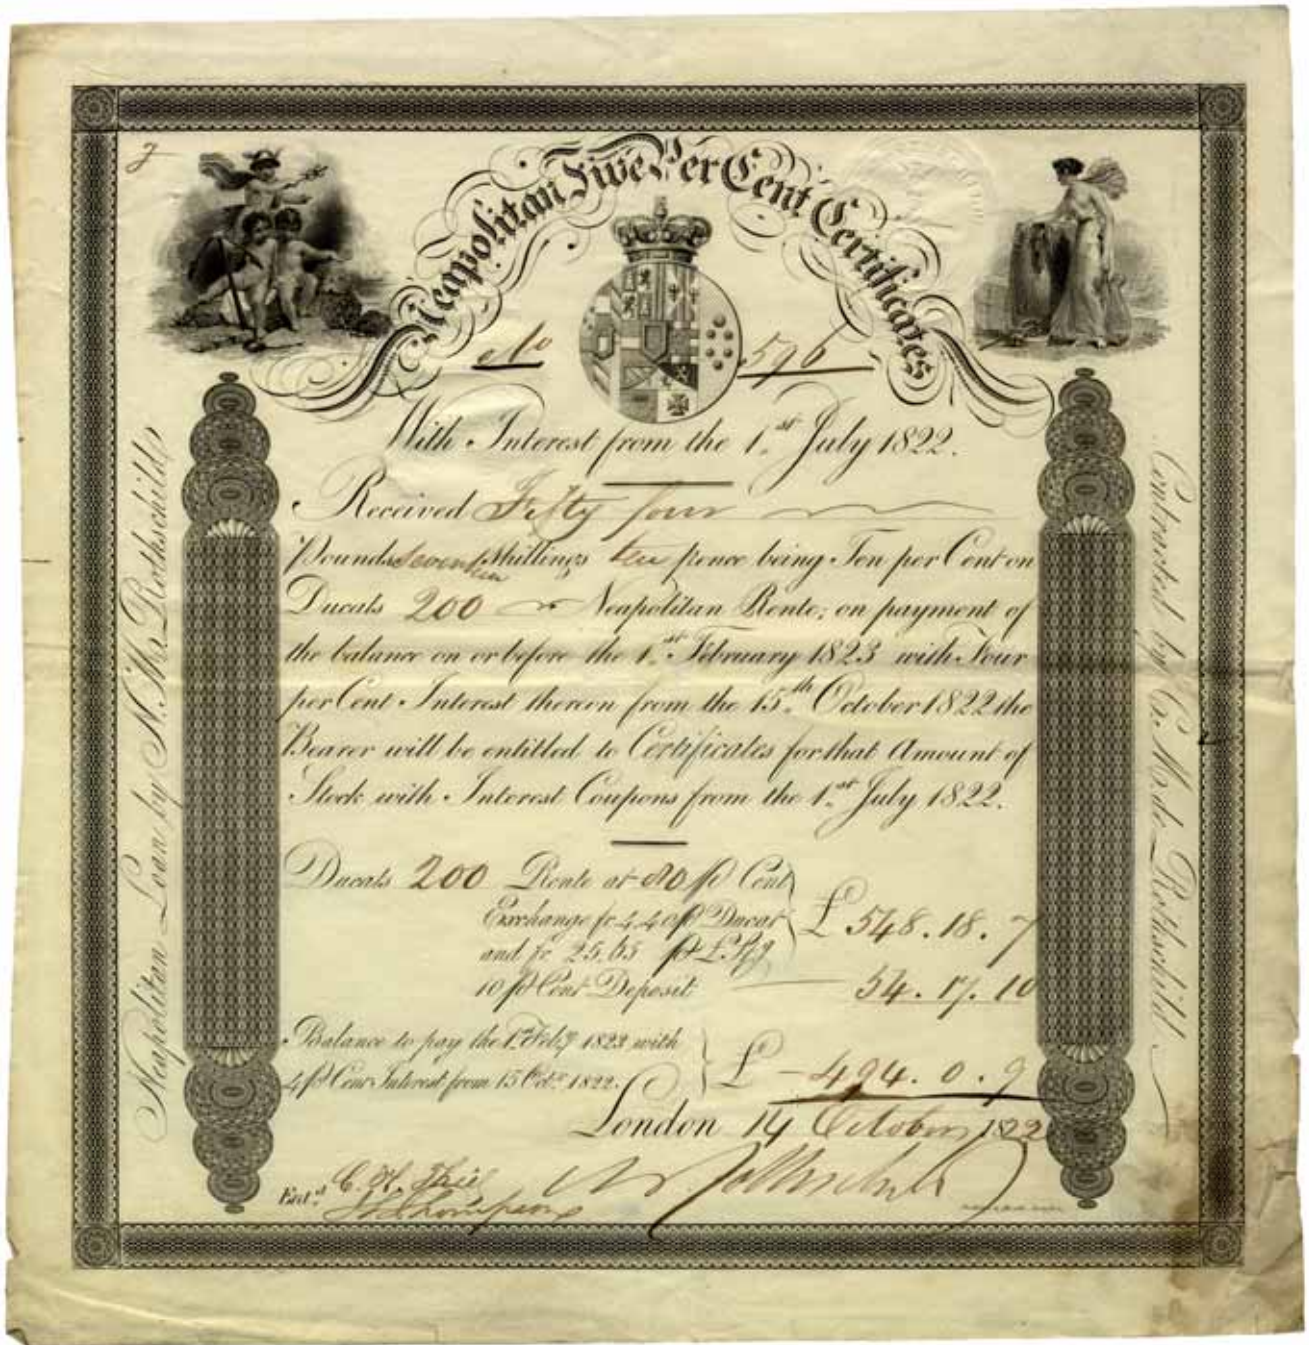 Neapolitan Five Per Cent Certificates
No 596
With Interest from the 1st July 1822.
Received Fifty four
Pounds Seventeen Shillings ten pence being Ten per Cent on
Ducats 200 Neapolitan Rente; on payment of
the balance on or before the 1st February 1823 with Four
per Cent Interest thereon from the 15th October 1822 the
Bearer will be entitled to Certificates for that Amount of
Stock with Interest Coupons from the 1st July 1822.
Ducats 200 Rente at 80 p Cent
Exchange fr 4.40 p Ducat
and fr 25.65 p £ Stg
£ 548.18.7
10 p Cent Deposit 54.17.10
Balance to pay the 1st Feby 1823 with
4 p Cent Interest from 15 Octr 1822.
£ 494.0.9
London 14 October 1822
Entd
Thompson
Neapolitan Loan by N. M. Rothschild,
Contracted by C. M. de Rothschild